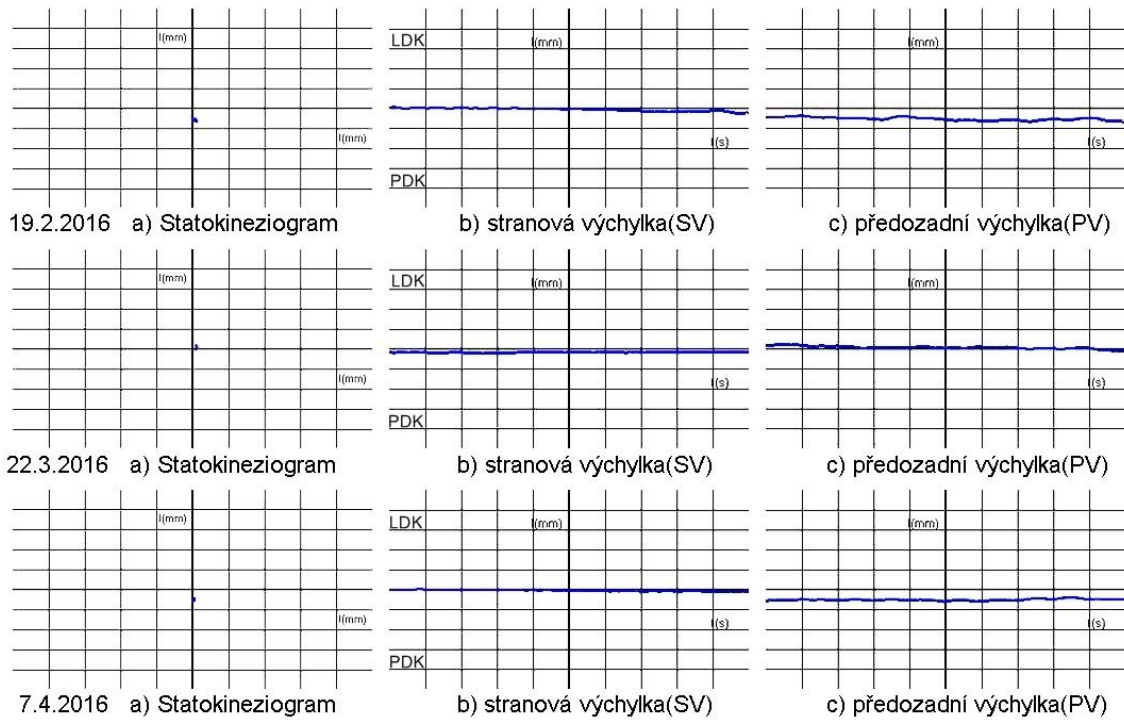 l(mm)
l(mm)
LDK l(mm) l(s) PDK
l(mm) l(s)
19.2.2016 a) Statokineziogram b) stranová výchylka(SV) c) předozadní výchylka(PV)
l(mm)
l(mm)
LDK l(mm) l(s) PDK
l(mm) l(s)
22.3.2016 a) Statokineziogram b) stranová výchylka(SV) c) předozadní výchylka(PV)
l(mm)
l(mm)
LDK l(mm) l(s) PDK
l(mm) l(s)
7.4.2016 a) Statokineziogram b) stranová výchylka(SV) c) předozadní výchylka(PV)